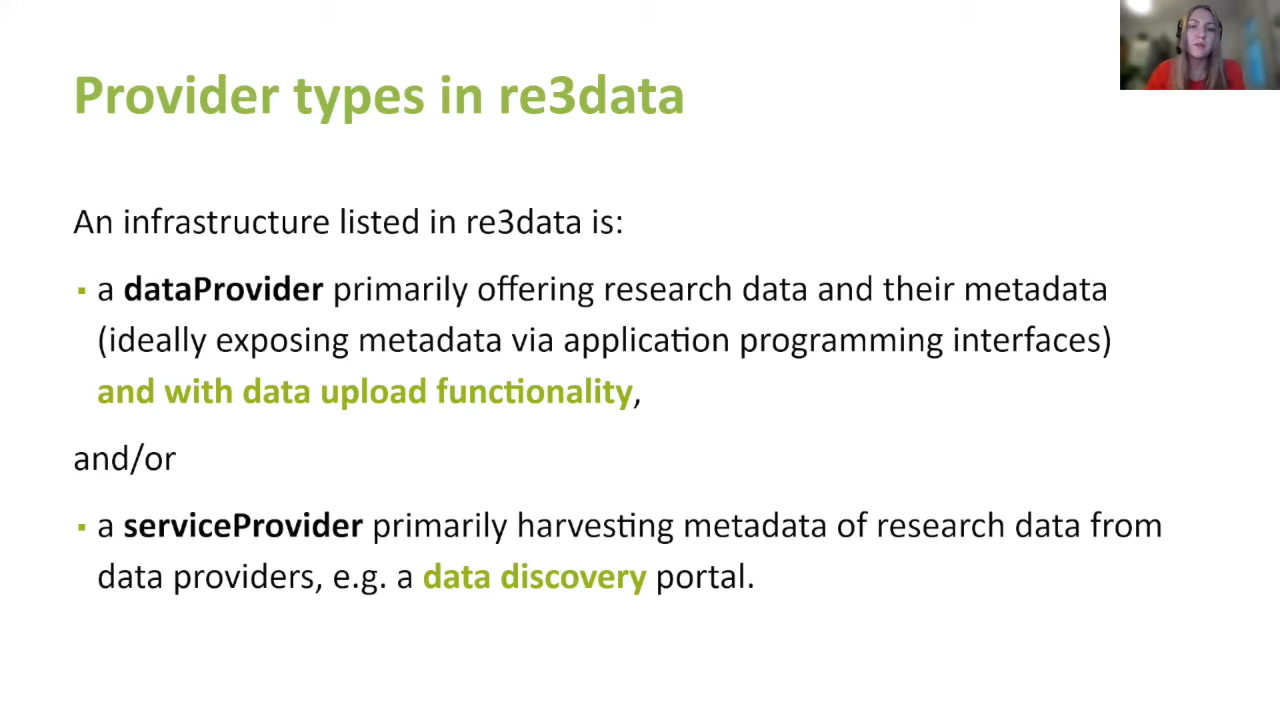 Provider types in re3data
An infrastructure listed in re3data is:
▪ a dataProvider primarily offering research data and their metadata
(ideally exposing metadata via application programming interfaces)
and with data upload functionality,
and/or
▪ a serviceProvider primarily harvesting metadata of research data from
data providers, e.g. a data discovery portal.